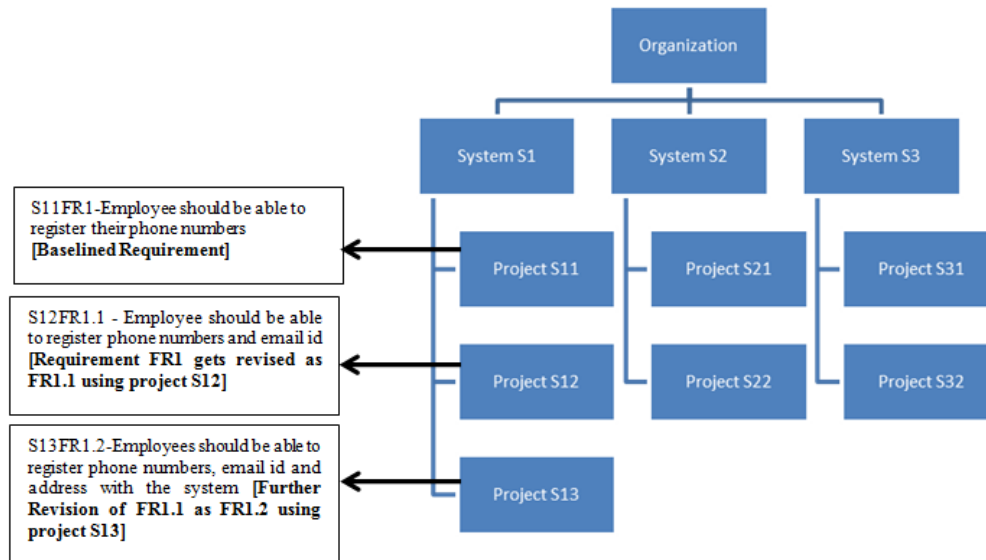 Organization
System S1
System S2
System S3
S11FR1-Employee should be able to
register their phone numbers
[Baselined Requirement]
Project S11
Project S21
Project S31
S12FR1.1 - Employee should be able
to register phone numbers and email id
[Requirement FR1 gets revised as
FR1.1 using project S12]
Project S12
Project S22
Project S32
S13FR1.2-Employees should be able to
register phone numbers, email id and
address with the system [Further
Revision of FR1.1 as FR1.2 using
project S13]
Project S13